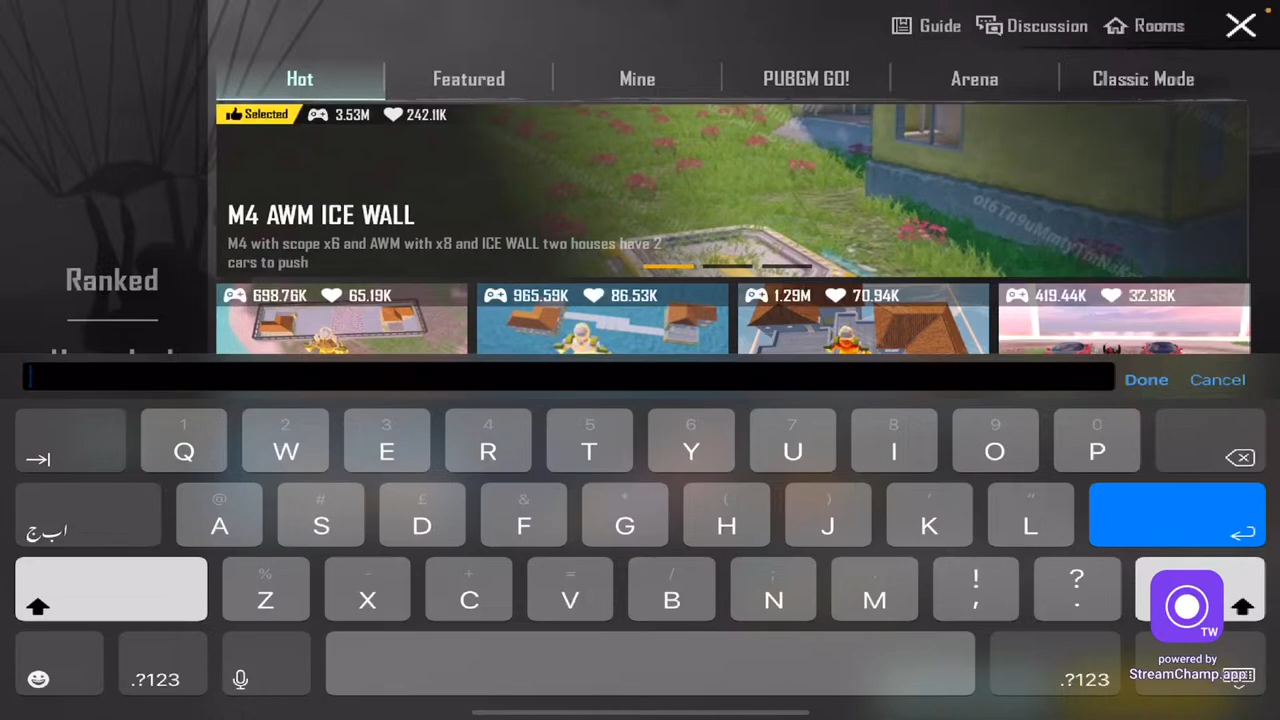 Guide
Discussion
Rooms
Hot
Featured
Mine
PUBGM GO!
Arena
Classic Mode
Selected
3.53M
242.11K
M4 AWM ICE WALL
M4 with scope x6 and AWM with x8 and ICE WALL two houses have 2
cars to push
Ranked
698.76K
65.19K
965.59K
86.53K
1.29M
70.94K
419.44K
32.38K
Done
Cancel
1 2 3 4 5 6 7 8 9 0
Q W E R T Y U I O P
@ # £ & * ( ) ' "
ا ب ج
A S D F G H J K L
% - + = / ; . ! ?
Z X C V B N M , .
.?123
.?123
TW
powered by
StreamChamp.app